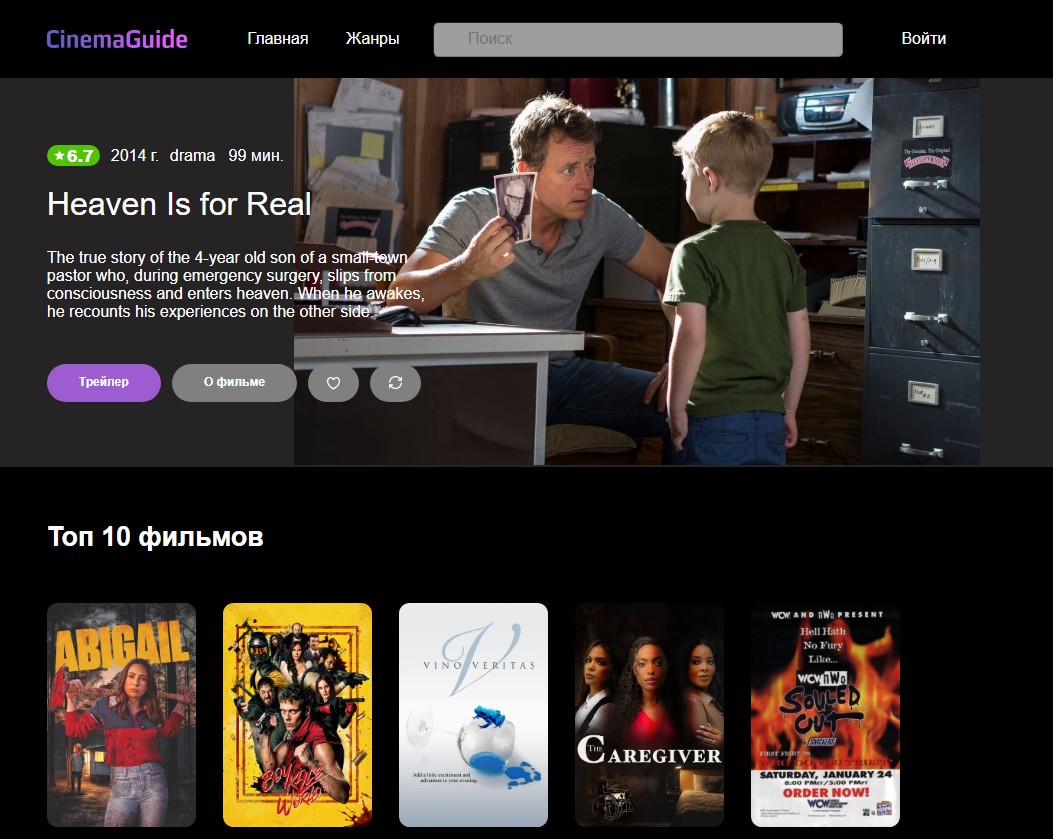 CinemaGuide Главная Жанры Поиск Войти
6.7 2014 г. drama 99 мин.
Heaven Is for Real
The true story of the 4-year old son of a small-town
pastor who, during emergency surgery, slips from
consciousness and enters heaven. When he awakes,
he recounts his experiences on the other side.
Трейлер О фильме
Топ 10 фильмов
ABIGAIL
BOY KILLS
WORLD
V
VINO VERITAS
Add a little excitement and
adventure to your evening.
THE CAREGIVER
WCW AND nWo PRESENT
Hell Hath
No Fury
Like...
WCW nWo
SOULED
OUT
SATURDAY, JANUARY 24
8:00 PMET/5:00 PMPT
ORDER NOW!
WCW